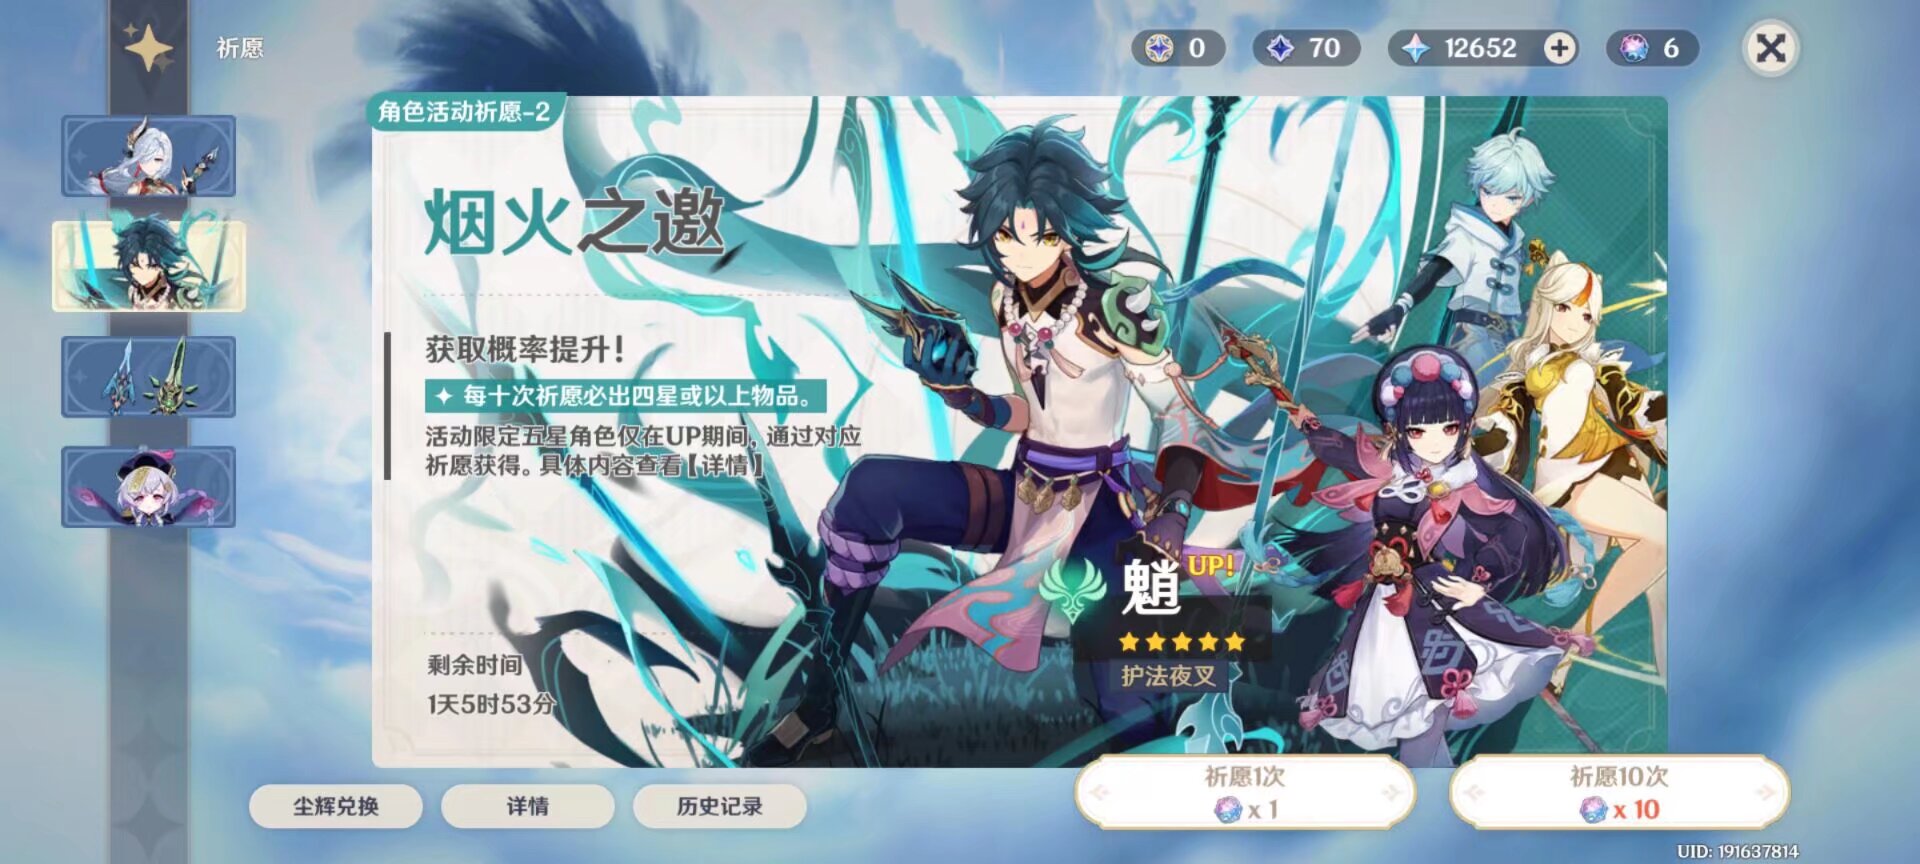 祈愿
0
70
12652
6
角色活动祈愿-2
烟火之邀
获取概率提升!
每十次祈愿必出四星或以上物品。
活动限定五星角色仅在UP期间,通过对应
祈愿获得。具体内容查看【详情】
魈
UP!
护法夜叉
剩余时间
1天5时53分
尘辉兑换
详情
历史记录
祈愿1次
x 1
祈愿10次
x 10
UID: 191637814